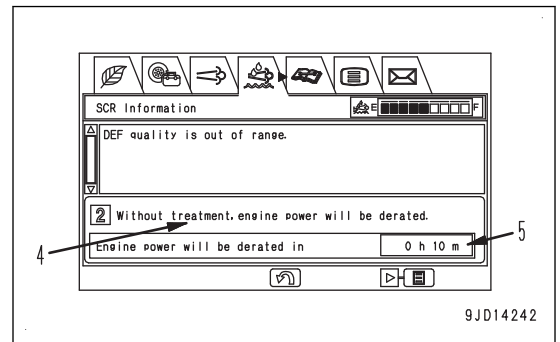 SCR Information
E F
DEF quality is out of range.
2 Without treatment, engine power will be derated.
Engine power will be derated in 0 h 10 m
4
5
9JD14242